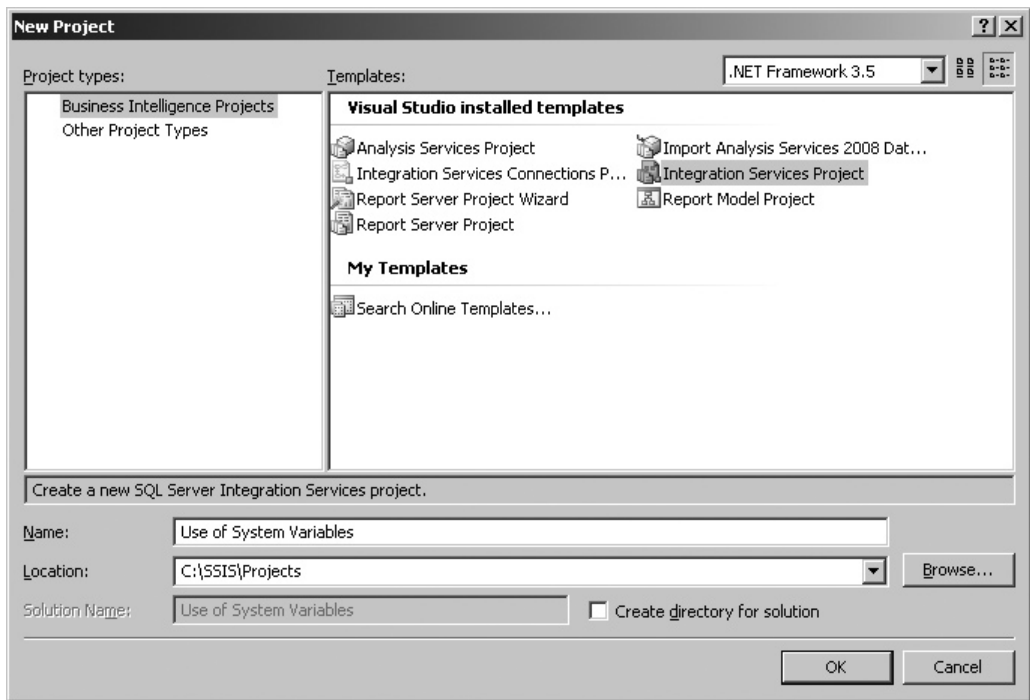 New Project
Project types:
Templates:
.NET Framework 3.5
Business Intelligence Projects
Other Project Types
Visual Studio installed templates
Analysis Services Project
Import Analysis Services 2008 Dat...
Integration Services Connections P...
Integration Services Project
Report Server Project Wizard
Report Model Project
Report Server Project
My Templates
Search Online Templates...
Create a new SQL Server Integration Services project.
Name:
Use of System Variables
Location:
C:\SSIS\Projects
Browse...
Solution Name:
Use of System Variables
Create directory for solution
OK
Cancel